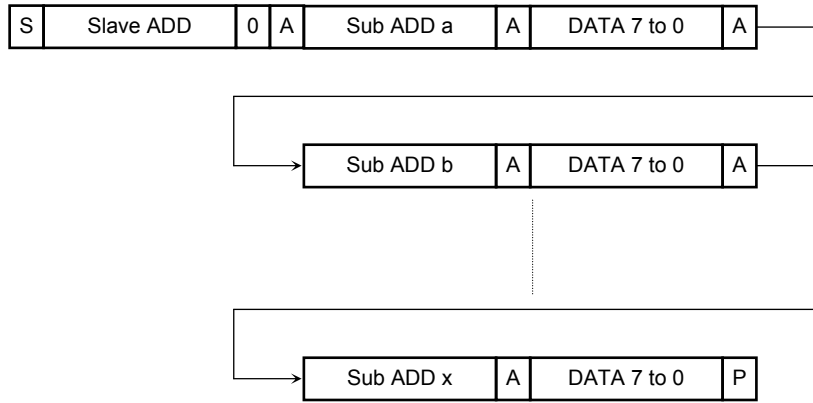 S Slave ADD 0 A Sub ADD a A DATA 7 to 0 A
Sub ADD b A DATA 7 to 0 A
Sub ADD x A DATA 7 to 0 P